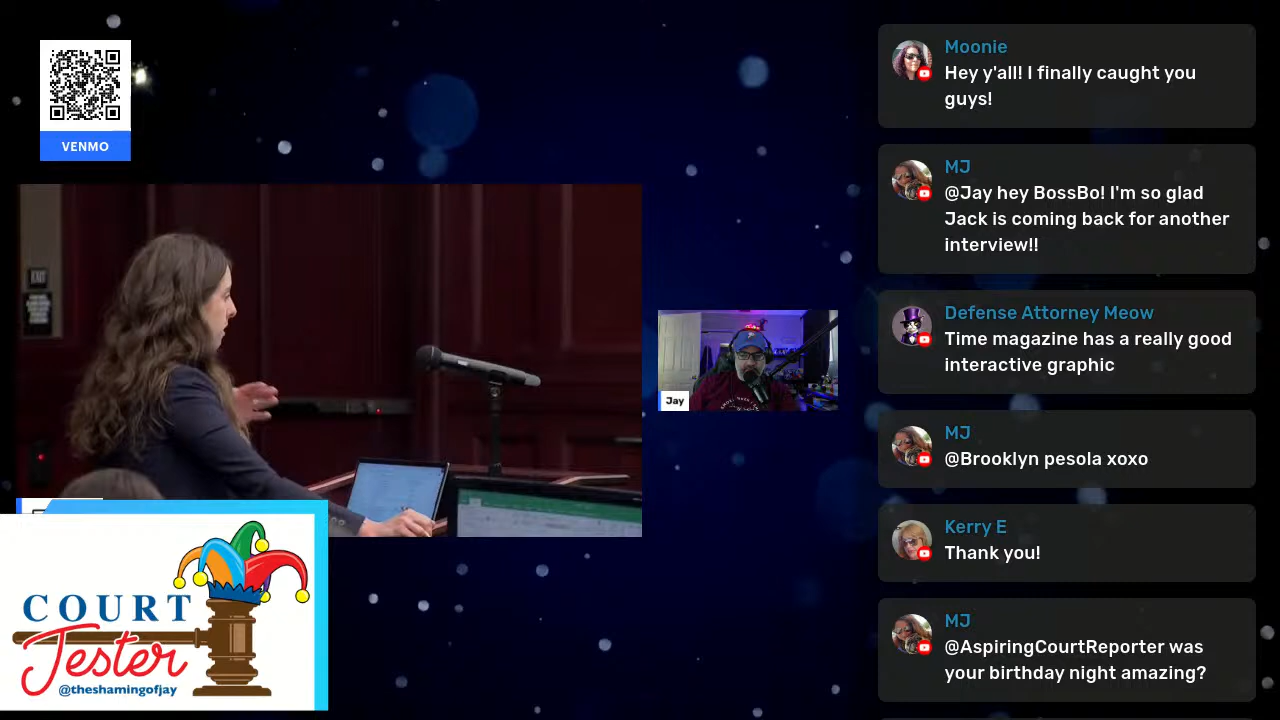 VENMO
EXIT
Jay
COURT
Jester
@theshamingofjay
Moonie
Hey y'all! I finally caught you
guys!
MJ
@Jay hey BossBo! I'm so glad
Jack is coming back for another
interview!!
Defense Attorney Meow
Time magazine has a really good
interactive graphic
MJ
@Brooklyn pesola xoxo
Kerry E
Thank you!
MJ
@AspiringCourtReporter was
your birthday night amazing?